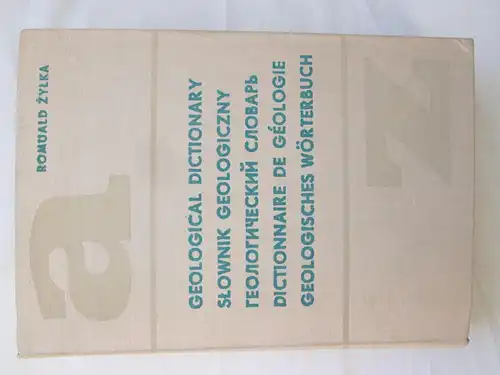 ROMUALD ŻYŁKA
a
GEOLOGICAL DICTIONARY
SŁOWNIK GEOLOGICZNY
ГЕОЛОГИЧЕСКИЙ СЛОВАРЬ
DICTIONNAIRE DE GÉOLOGIE
GEOLOGISCHES WÖRTERBUCH
z